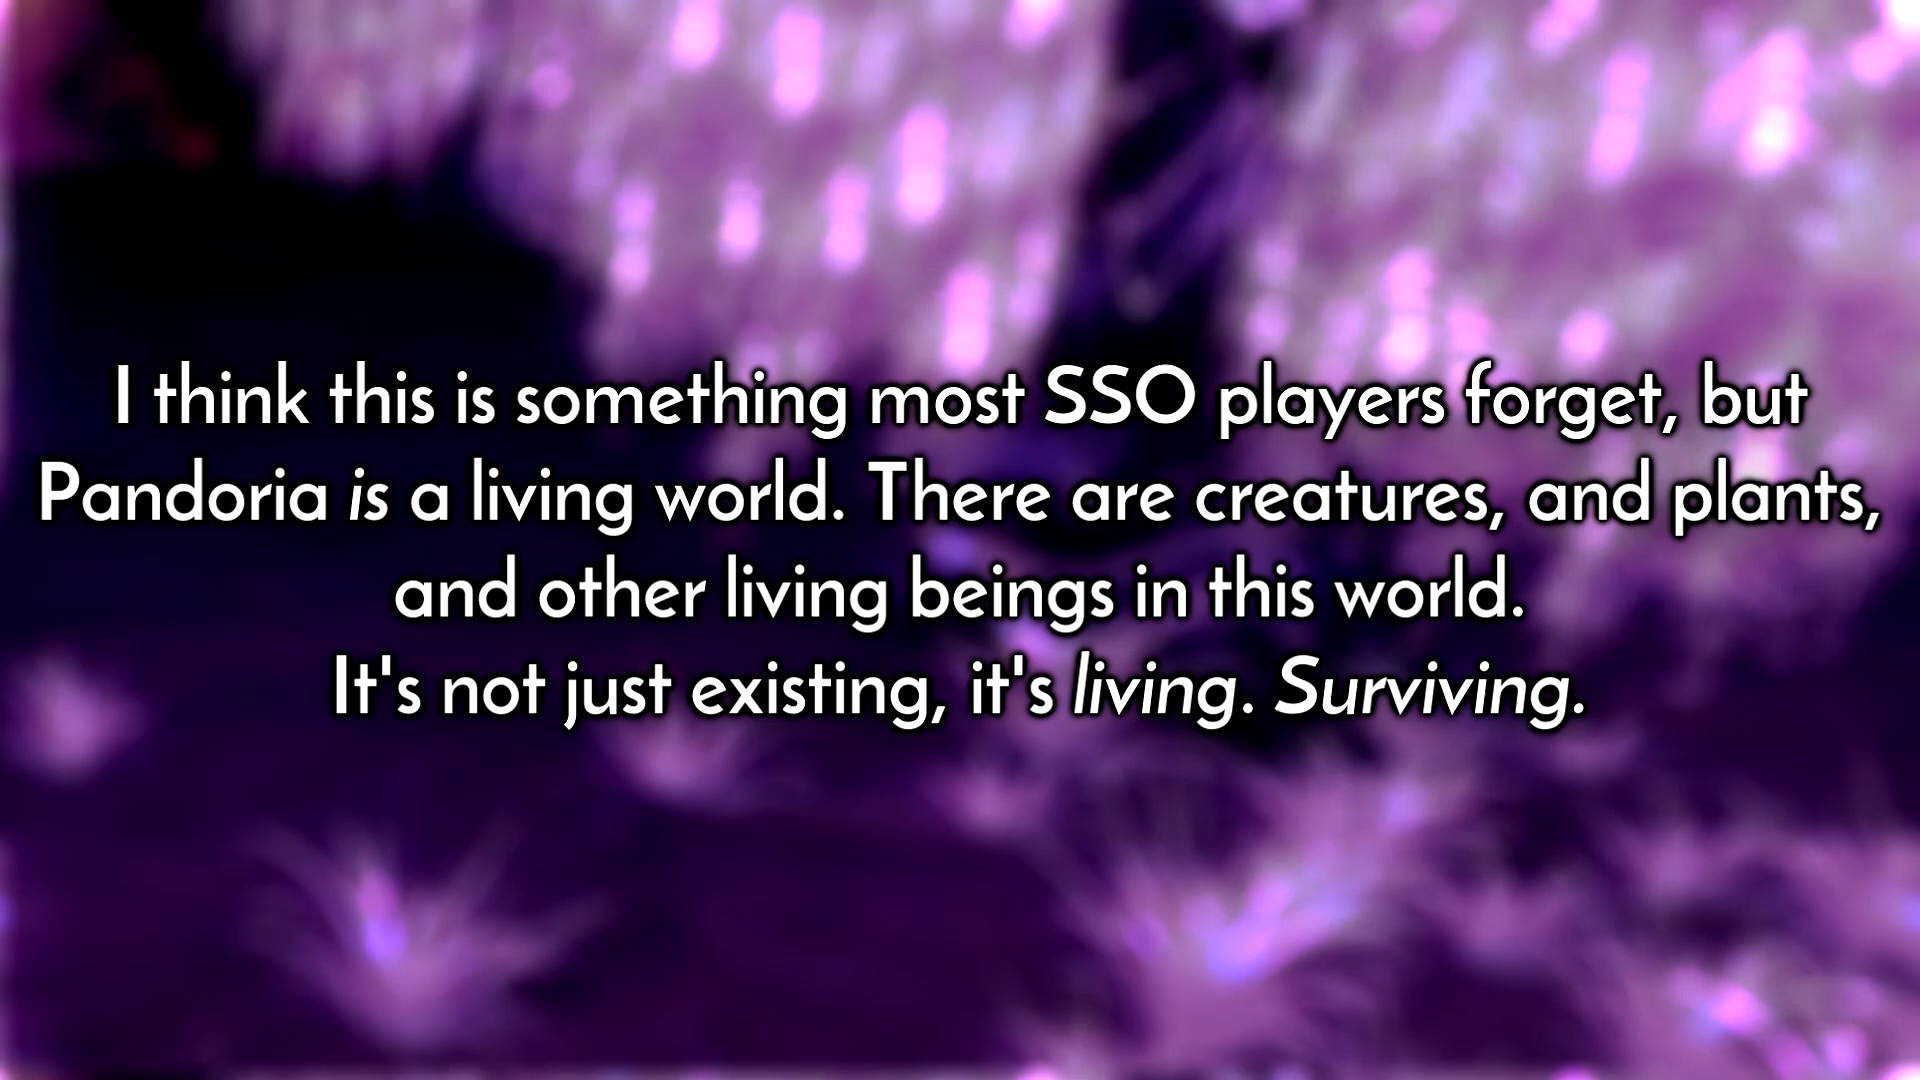 I think this is something most SSO players forget, but
Pandoria is a living world. There are creatures, and plants,
and other living beings in this world.
It's not just existing, it's living. Surviving.